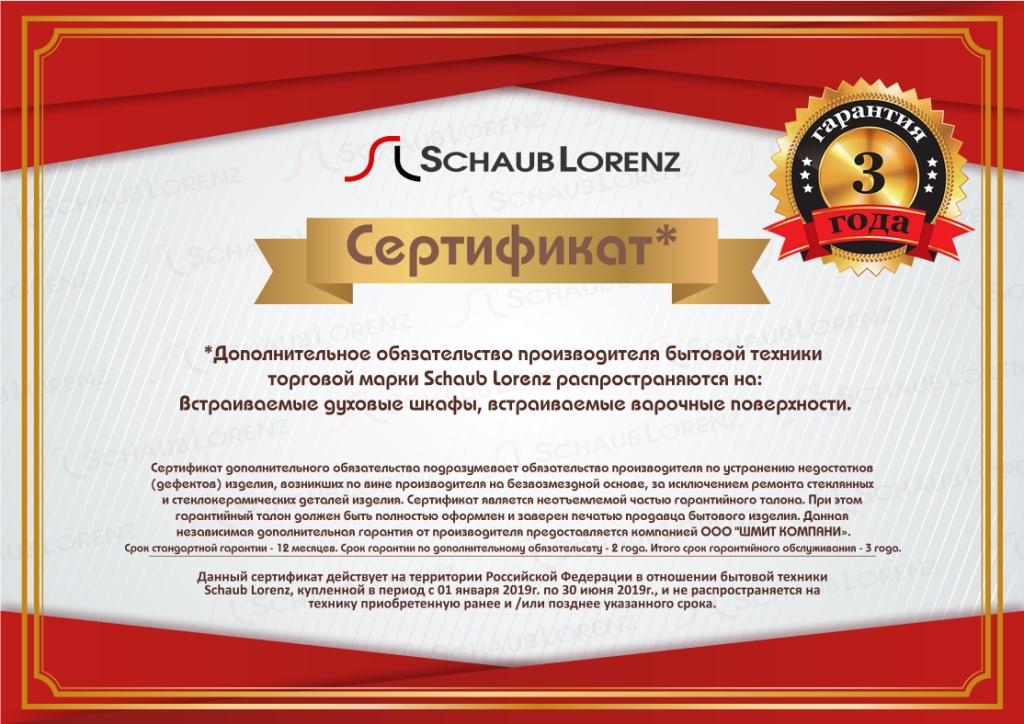 гарантия
3
года
SCHAUB LORENZ
Сертификат*
*Дополнительное обязательство производителя бытовой техники
торговой марки Schaub Lorenz распространяются на:
Встраиваемые духовые шкафы, встраиваемые варочные поверхности.
Сертификат дополнительного обязательства подразумевает обязательство производителя по устранению недостатков
(дефектов) изделия, возникших по вине производителя на безвозмездной основе, за исключением ремонта стеклянных
и стеклокерамических деталей изделия. Сертификат является неотъемлемой частью гарантийного талона. При этом
гарантийный талон должен быть полностью оформлен и заверен печатью продавца бытового изделия. Данная
независимая дополнительная гарантия от производителя предоставляется компанией ООО "ШМИТ КОМПАНИ».
Срок стандартной гарантии - 12 месяцев. Срок гарантии по дополнительному обязательсвту - 2 года. Итого срок гарантийного обслуживания - 3 года.
Данный сертификат действует на территории Российской Федерации в отношении бытовой техники
Schaub Lorenz, купленной в период с 01 января 2019г. по 30 июня 2019г., и не распространяется на
технику приобретенную ранее и /или позднее указанного срока.